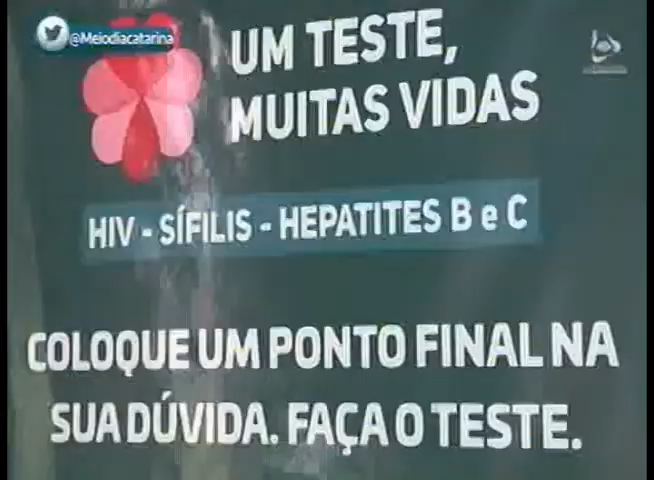 @Meiodiacatarina
UM TESTE,
MUITAS VIDAS
HIV - SÍFILIS - HEPATITES B e C
COLOQUE UM PONTO FINAL NA
SUA DÚVIDA. FAÇA O TESTE.